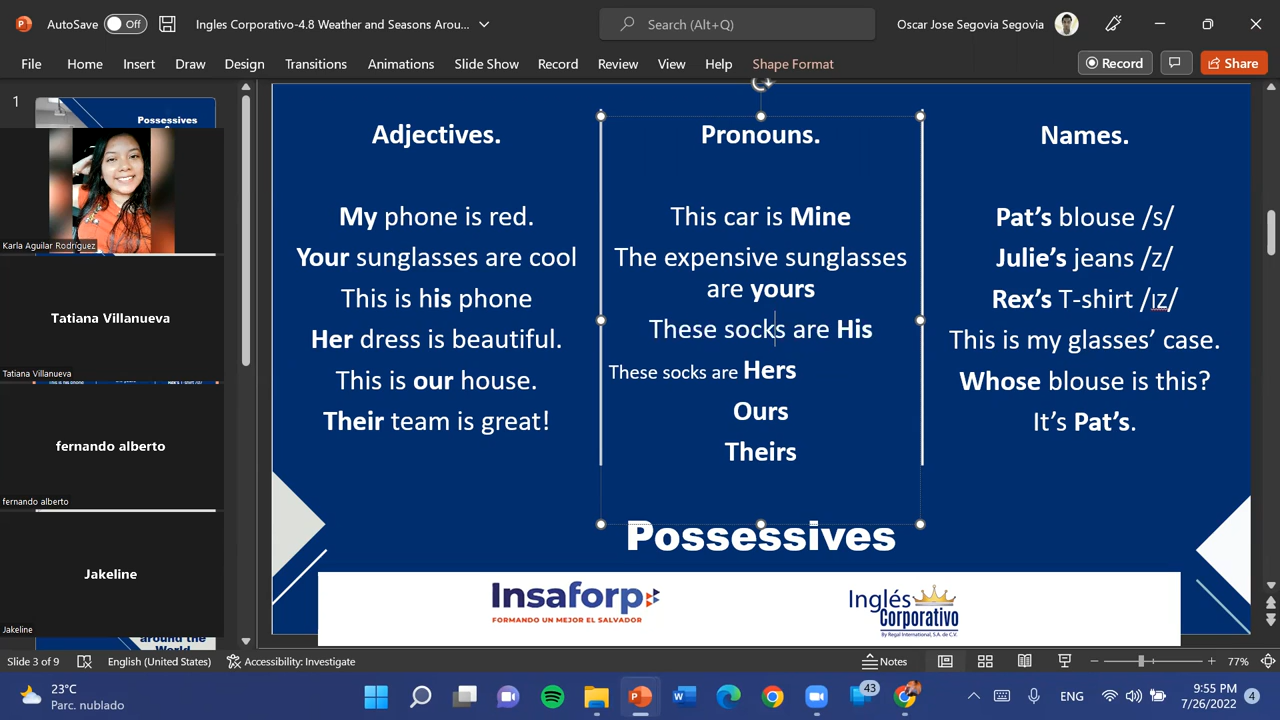 AutoSave
Off
Ingles Corporativo-4.8 Weather and Seasons Arou...
Search (Alt+Q)
Oscar Jose Segovia Segovia
File
Home
Insert
Draw
Design
Transitions
Animations
Slide Show
Record
Review
View
Help
Shape Format
Record
Share
1
Possessives
Karla Aguilar Rodriguez
Tatiana Villanueva
Tatiana Villanueva
fernando alberto
fernando alberto
Jakeline
Jakeline
around the
World
Adjectives.
My phone is red.
Your sunglasses are cool
This is his phone
Her dress is beautiful.
This is our house.
Their team is great!
Pronouns.
This car is Mine
The expensive sunglasses
are yours
These socks are His
These socks are Hers
Ours
Theirs
Names.
Pat's blouse /s/
Julie's jeans /z/
Rex's T-shirt /ɪz/
This is my glasses' case.
Whose blouse is this?
It's Pat's.
Possessives
Insaforp
FORMANDO UN MEJOR EL SALVADOR
Inglés
Corporativo
By Regal International, S.A. de C.V.
Slide 3 of 9
English (United States)
Accessibility: Investigate
Notes
77%
23°C
Parc. nublado
43
ENG
9:55 PM
7/26/2022
4